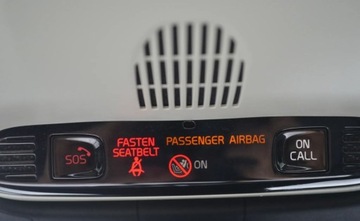 SOS
FASTEN
SEATBELT
PASSENGER AIRBAG
ON
ON
CALL